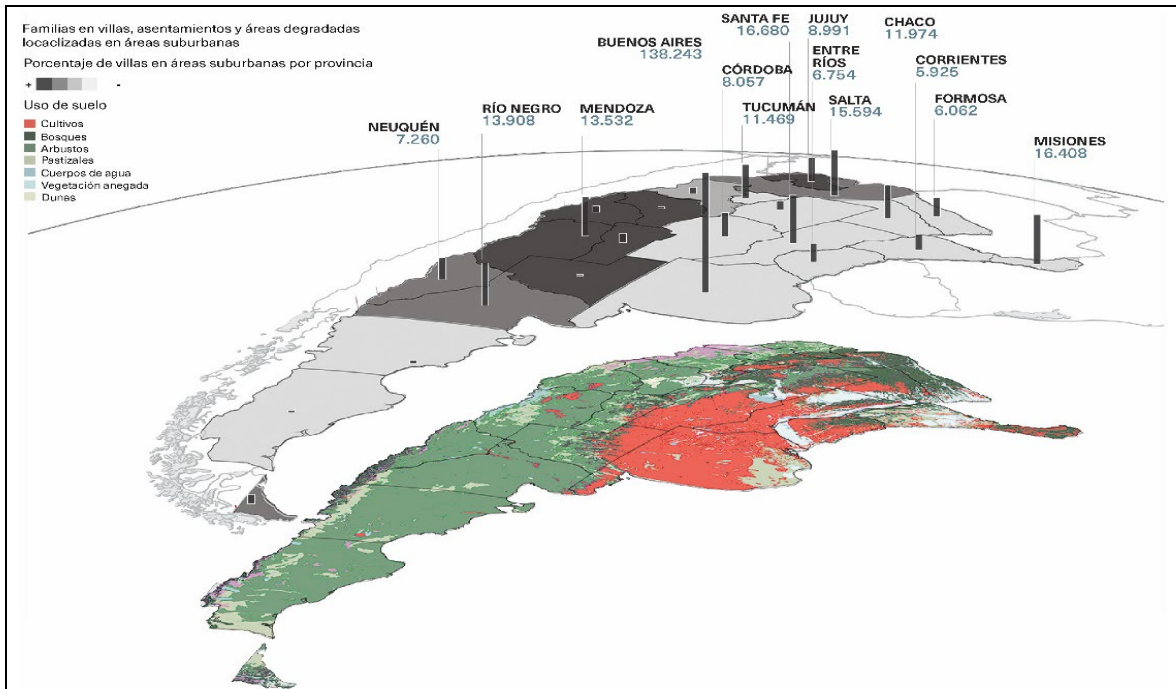 Familias en villas, asentamientos y áreas degradadas
locaclizadas en áreas suburbanas
Porcentaje de villas en áreas suburbanas por provincia
+ -
Uso de suelo
Cultivos
Bosques
Arbustos
Pastizales
Cuerpos de agua
Vegetación anegada
Dunas
NEUQUÉN
7.260
RÍO NEGRO
13.908
MENDOZA
13.532
BUENOS AIRES
138.243
SANTA FE
16.680
CÓRDOBA
8.057
TUCUMÁN
11.469
JUJUY
8.991
ENTRE
RÍOS
6.754
SALTA
15.594
CHACO
11.974
CORRIENTES
5.925
FORMOSA
6.062
MISIONES
16.408